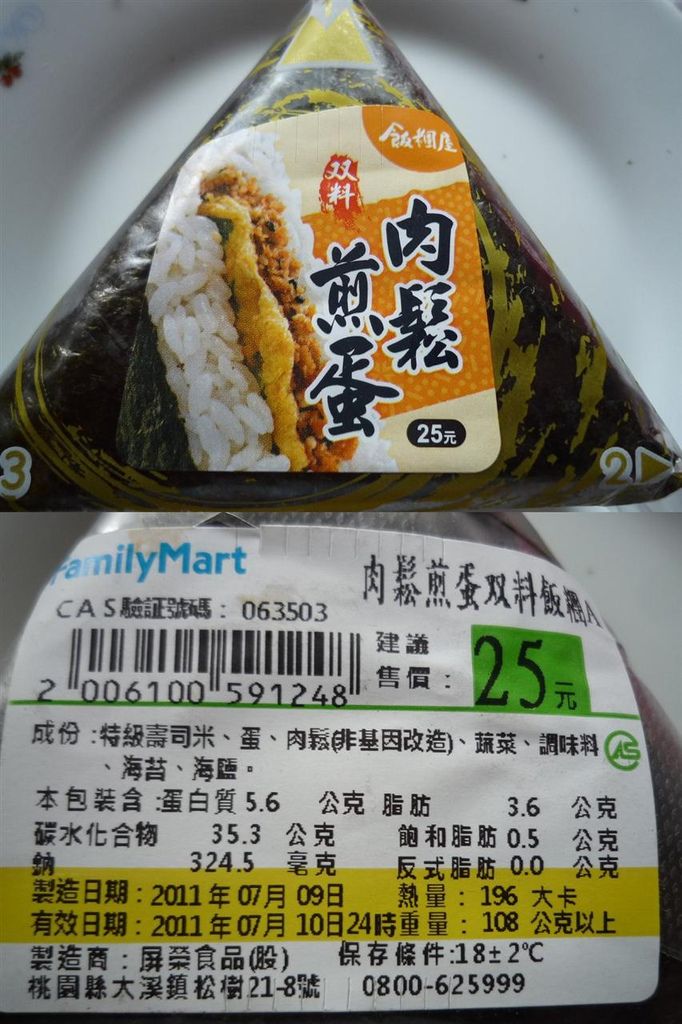 飯糰屋
双料
肉鬆
煎蛋
25元
3
2
FamilyMart
肉鬆煎蛋双料飯糰A
CAS驗証號碼：063503
建議
售價：
25元
2 006100 591248
成份：特級壽司米、蛋、肉鬆(非基因改造)、蔬菜、調味料
、海苔、海鹽。
本包裝含：蛋白質 5.6 公克 脂肪 3.6 公克
碳水化合物 35.3 公克 飽和脂肪 0.5 公克
鈉 324.5 毫克 反式脂肪 0.0 公克
製造日期：2011年07月09日 熱量：196 大卡
有效日期：2011年07月10日24時 重量：108 公克以上
製造商：屏榮食品(股) 保存條件:18±2℃
桃園縣大溪鎮松樹21-8號 0800-625999